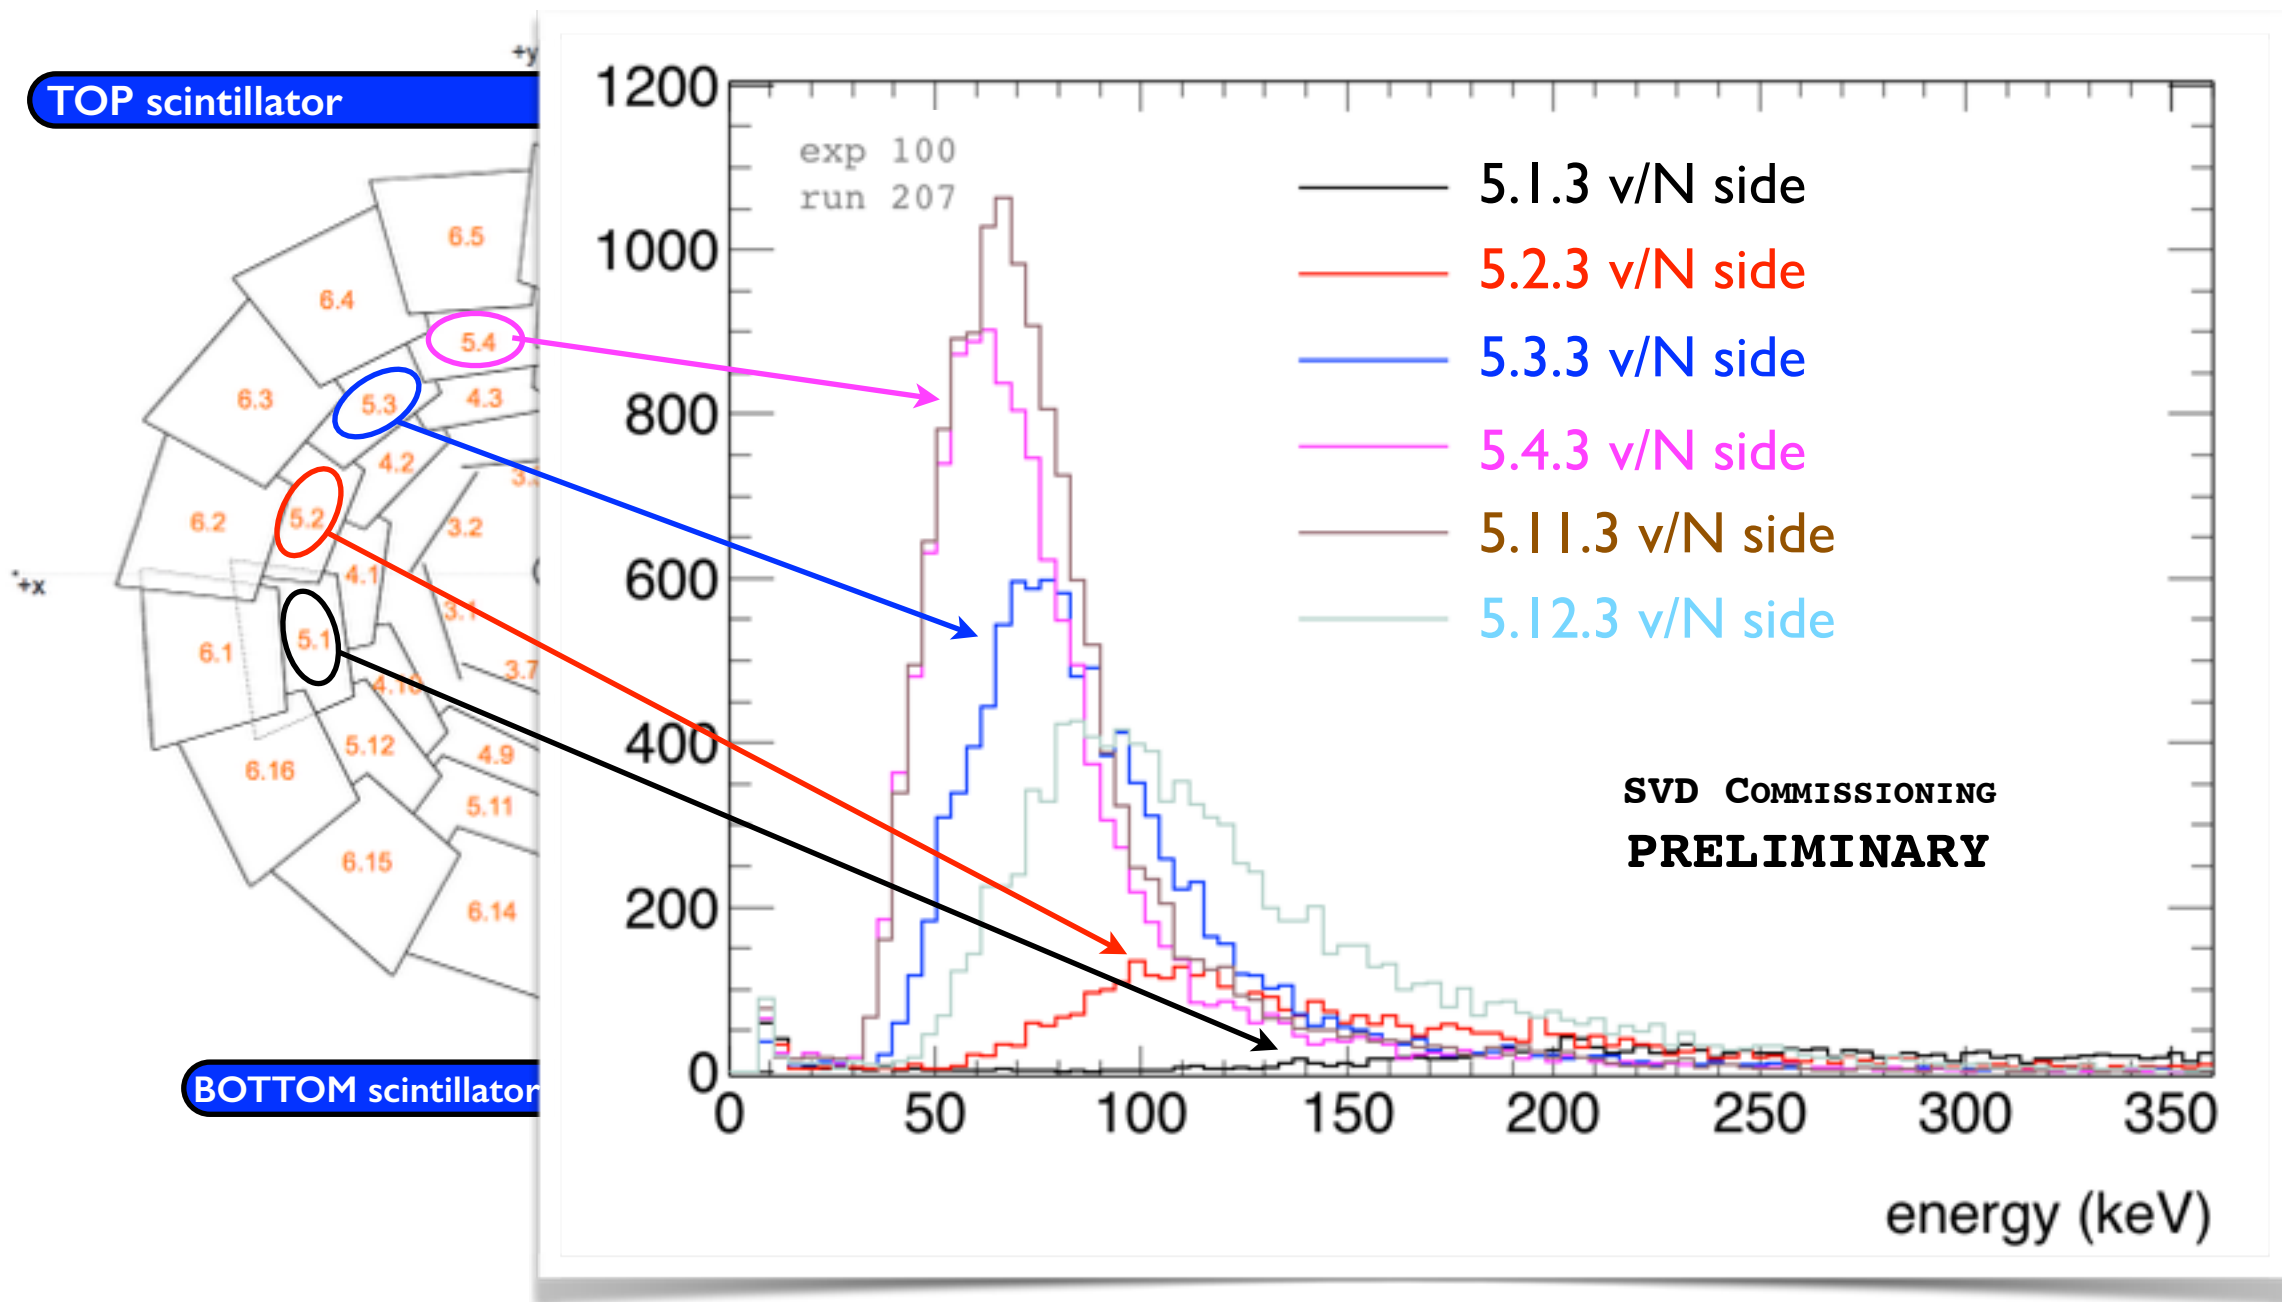 +y
TOP scintillator
6.5
6.4
5.4
6.3
5.3
4.3
4.2
6.2
5.2
3.2
4.1
+x
3.1
6.1
5.1
3.7
4.10
5.12
4.9
6.16
5.11
6.15
6.14
BOTTOM scintillator
1200
1000
800
600
400
200
0
exp 100
run 207
5.1.3 v/N side
5.2.3 v/N side
5.3.3 v/N side
5.4.3 v/N side
5.11.3 v/N side
5.12.3 v/N side
SVD COMMISSIONING
PRELIMINARY
0 50 100 150 200 250 300 350
energy (keV)